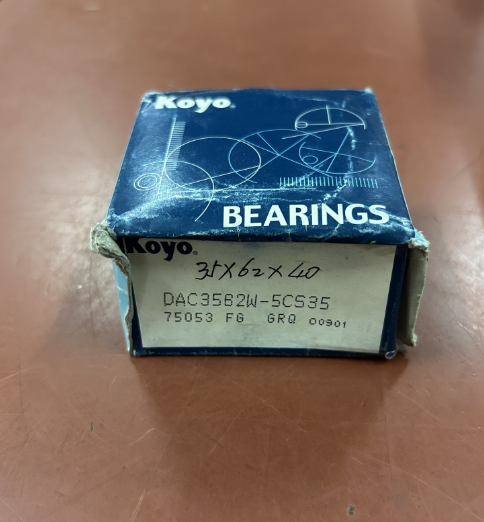 Koyo®
BEARINGS
Koyo®
35X62X40
DAC3562W-5CS35
75053 FG GRQ 00901